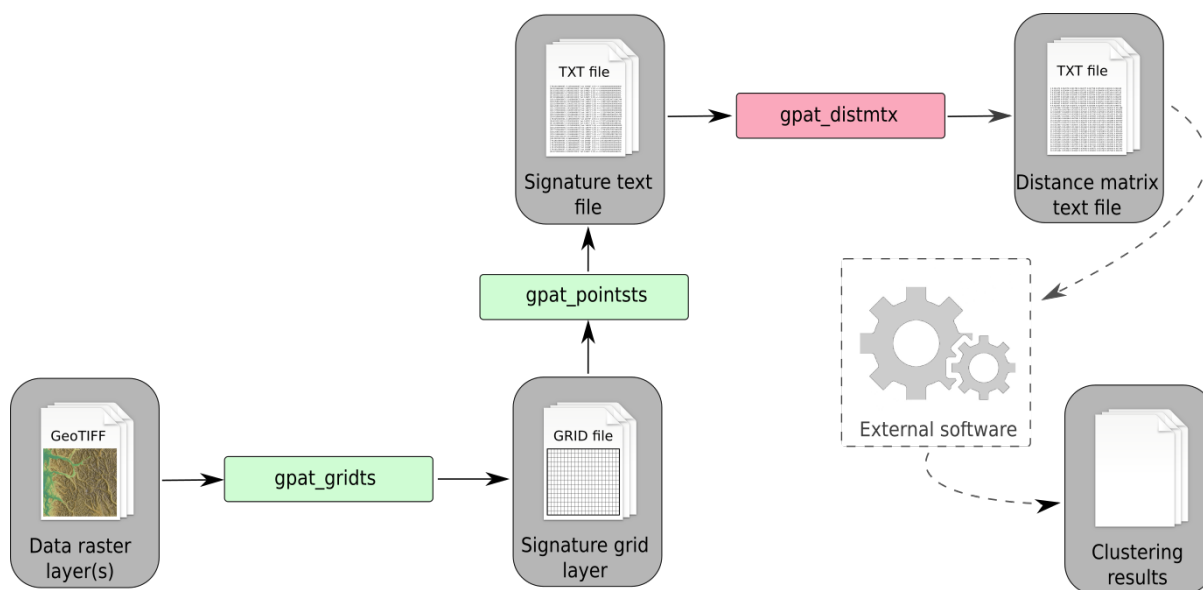 TXT file
Signature text
file
gpat_distmtx
TXT file
Distance matrix
text file
gpat_pointsts
External software
GeoTIFF
Data raster
layer(s)
gpat_gridts
GRID file
Signature grid
layer
Clustering
results